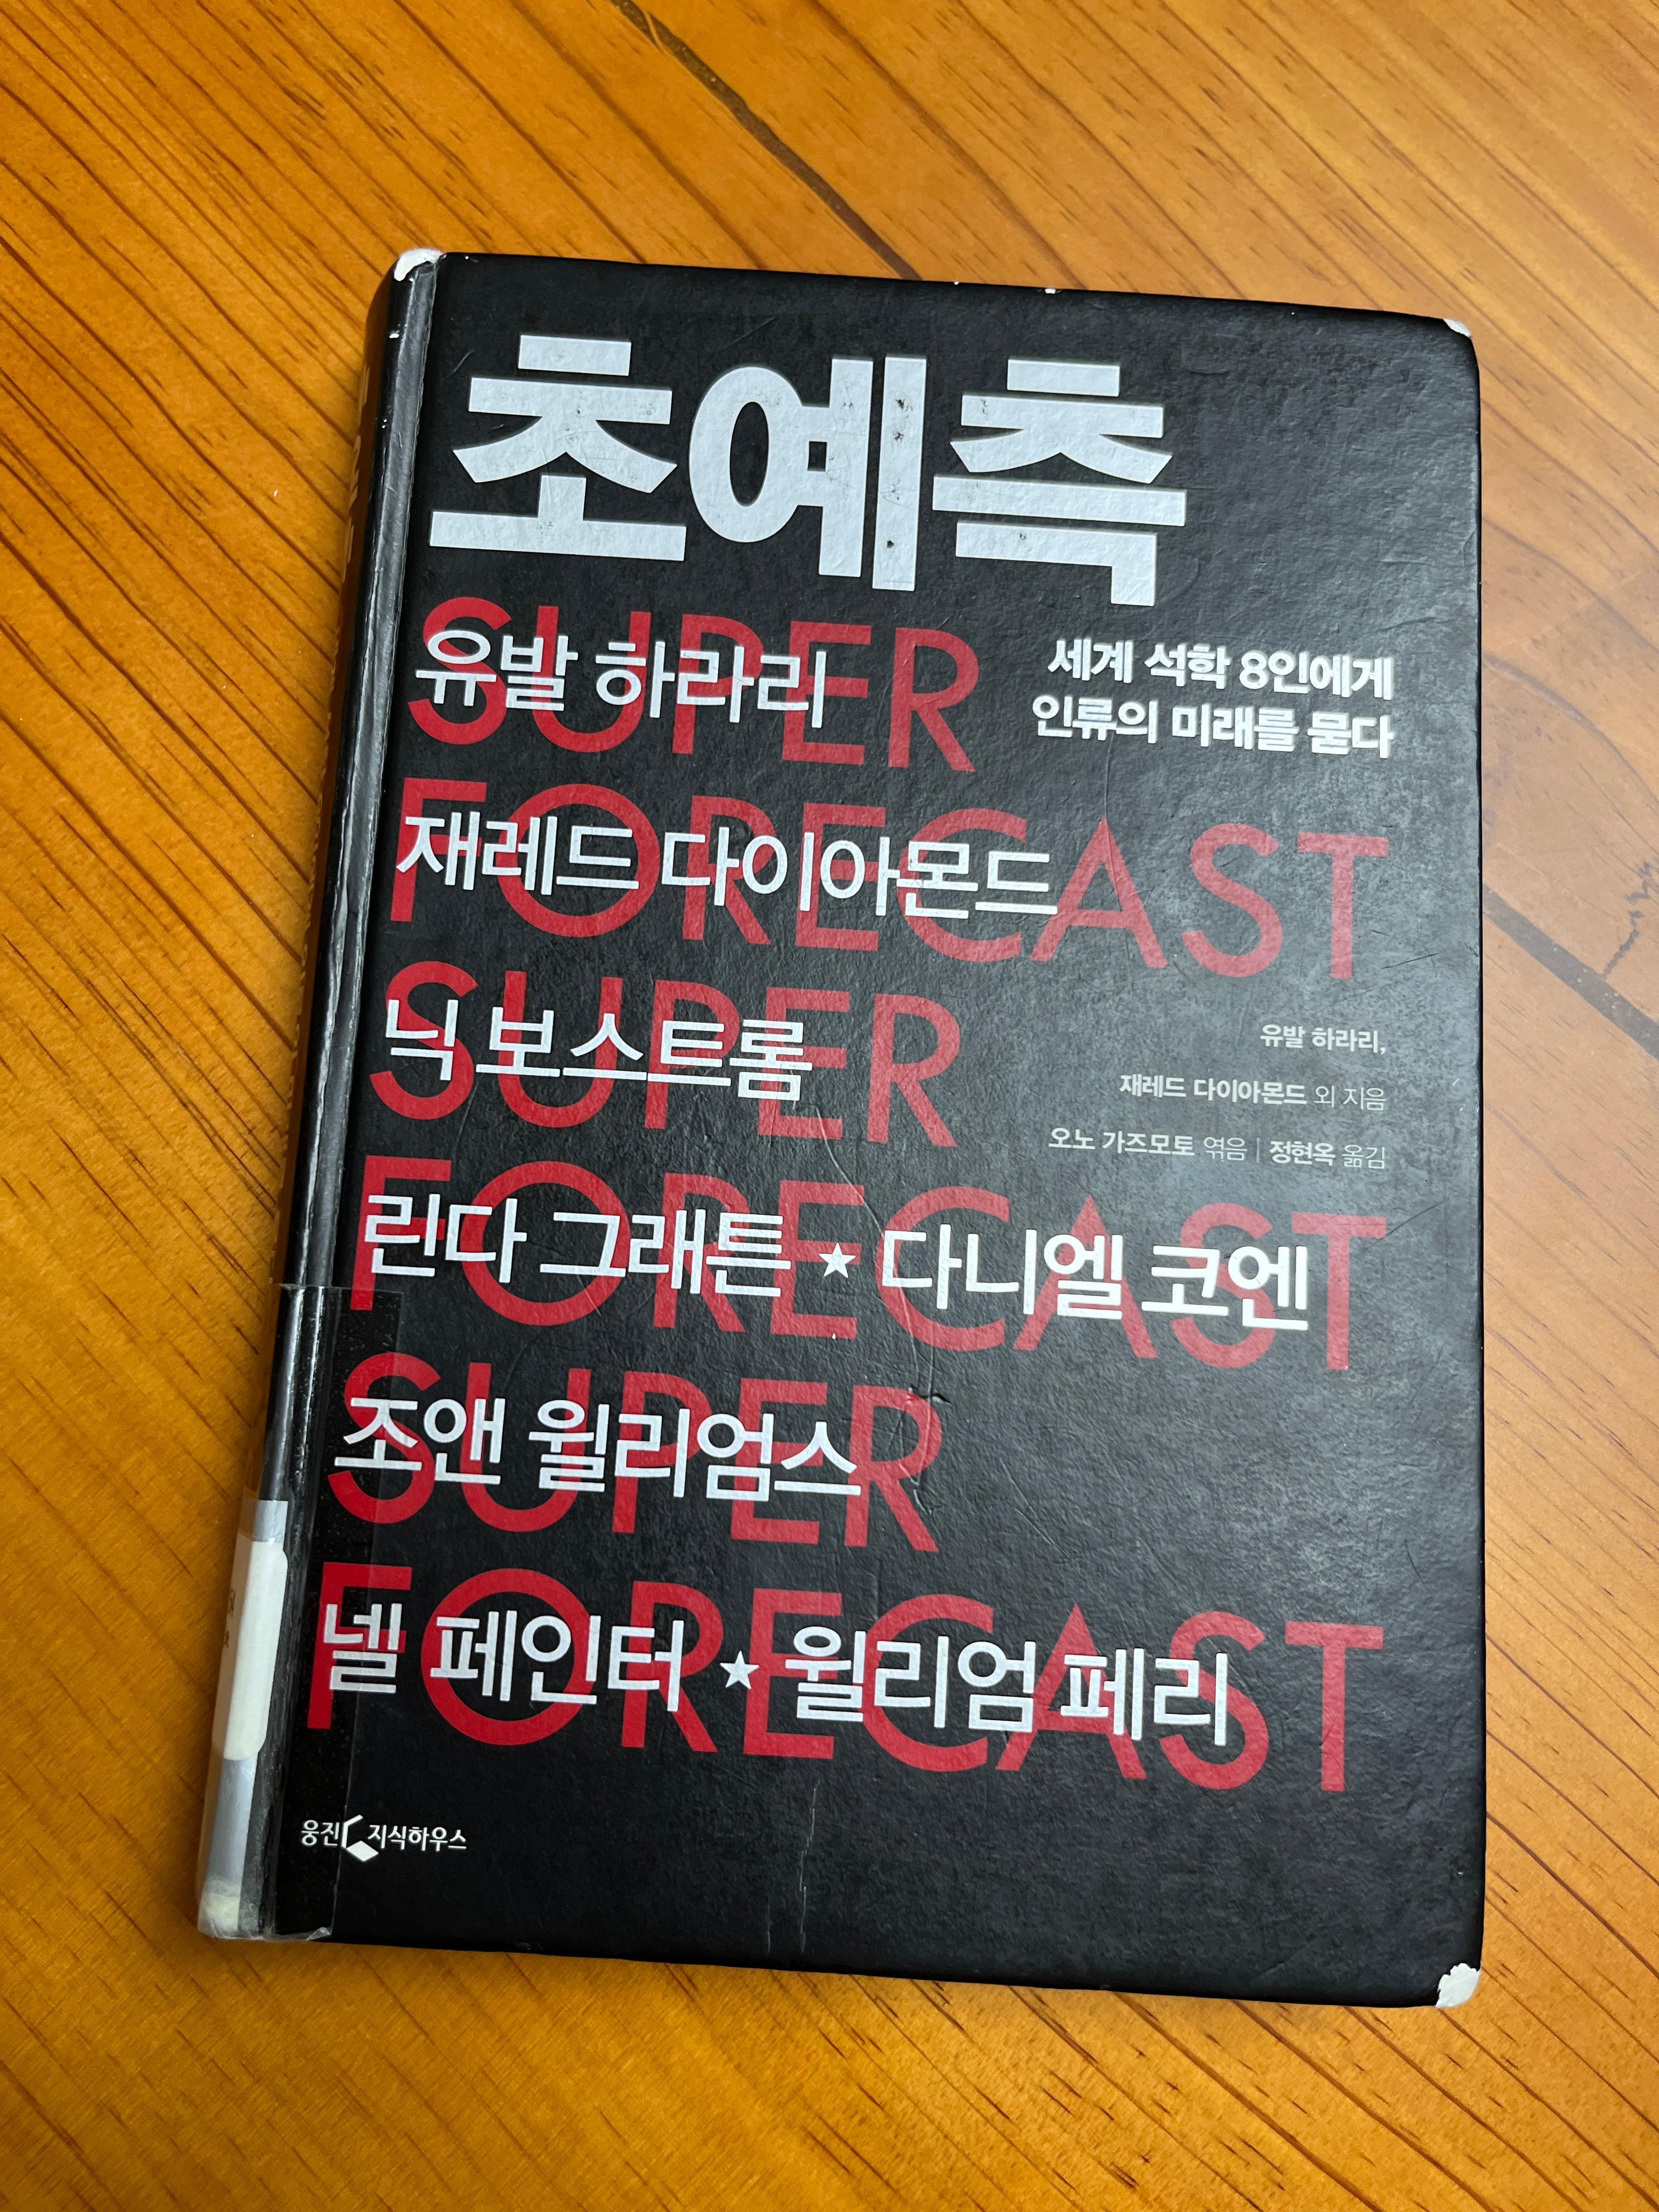 초예측
SUPER
유발 하라리
세계 석학 8인에게
인류의 미래를 묻다
FORECAST
재레드 다이아몬드
SUPER
닉 보스트롬
유발 하라리,
재레드 다이아몬드 외 지음
오노 가즈모토 엮음 | 정현옥 옮김
FORECAST
린다 그래튼 ★ 다니엘 코엔
SUPER
조앤 윌리엄스
FORECAST
넬 페인터 ★ 윌리엄 페리
웅진 지식하우스